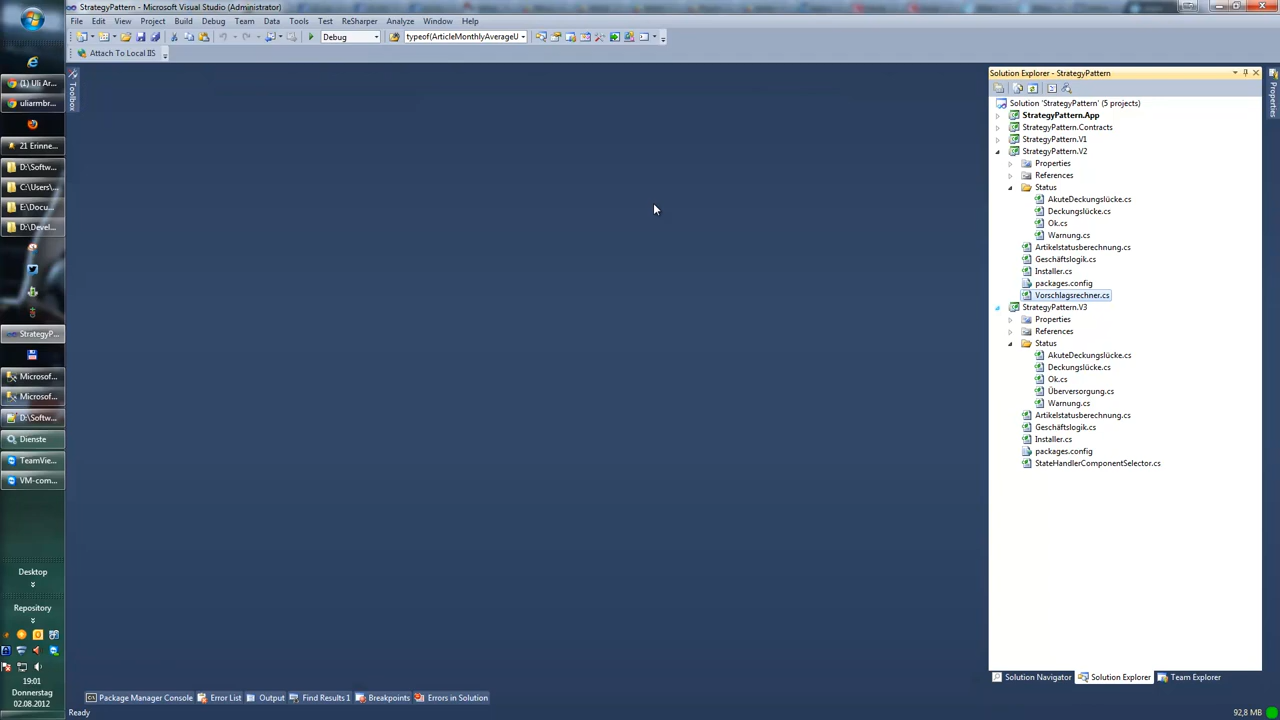 StrategyPattern - Microsoft Visual Studio (Administrator)
File Edit View Project Build Debug Team Data Tools Test ReSharper Analyze Window Help
Debug typeof(ArticleMonthlyAverageU
Attach To Local IIS
Toolbox
(1) Uli Ar...
uliarmbr...
21 Erinne...
D:\Softw...
C:\Users\...
E:\Docu...
D:\Devel...
StrategyP...
Microsof...
Microsof...
D:\Softw...
Dienste
TeamVie...
VM-com...
Desktop
Repository
19:01
Donnerstag
02.08.2012
Solution Explorer - StrategyPattern
Properties
Solution 'StrategyPattern' (5 projects)
StrategyPattern.App
StrategyPattern.Contracts
StrategyPattern.V1
StrategyPattern.V2
Properties
References
Status
AkuteDeckungslücke.cs
Deckungslücke.cs
Ok.cs
Warnung.cs
Artikelstatusberechnung.cs
Geschäftslogik.cs
Installer.cs
packages.config
Vorschlagsrechner.cs
StrategyPattern.V3
Properties
References
Status
AkuteDeckungslücke.cs
Deckungslücke.cs
Ok.cs
Überversorgung.cs
Warnung.cs
Artikelstatusberechnung.cs
Geschäftslogik.cs
Installer.cs
packages.config
StateHandlerComponentSelector.cs
Solution Navigator Solution Explorer Team Explorer
Package Manager Console Error List Output Find Results 1 Breakpoints Errors in Solution
Ready
92,8 MB